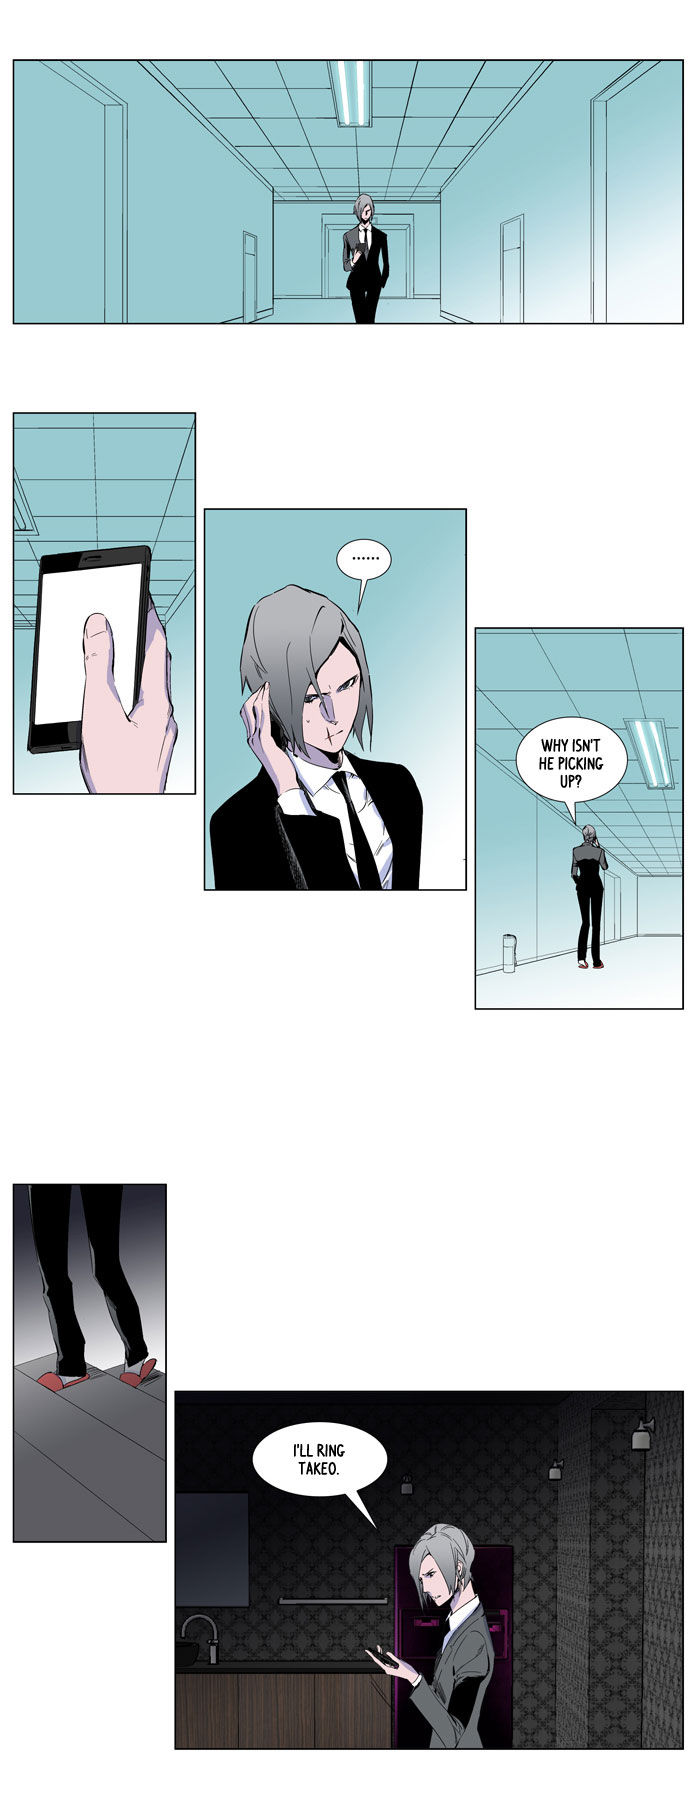 ......
WHY ISN'T
HE PICKING
UP?
I'LL RING
TAKEO.